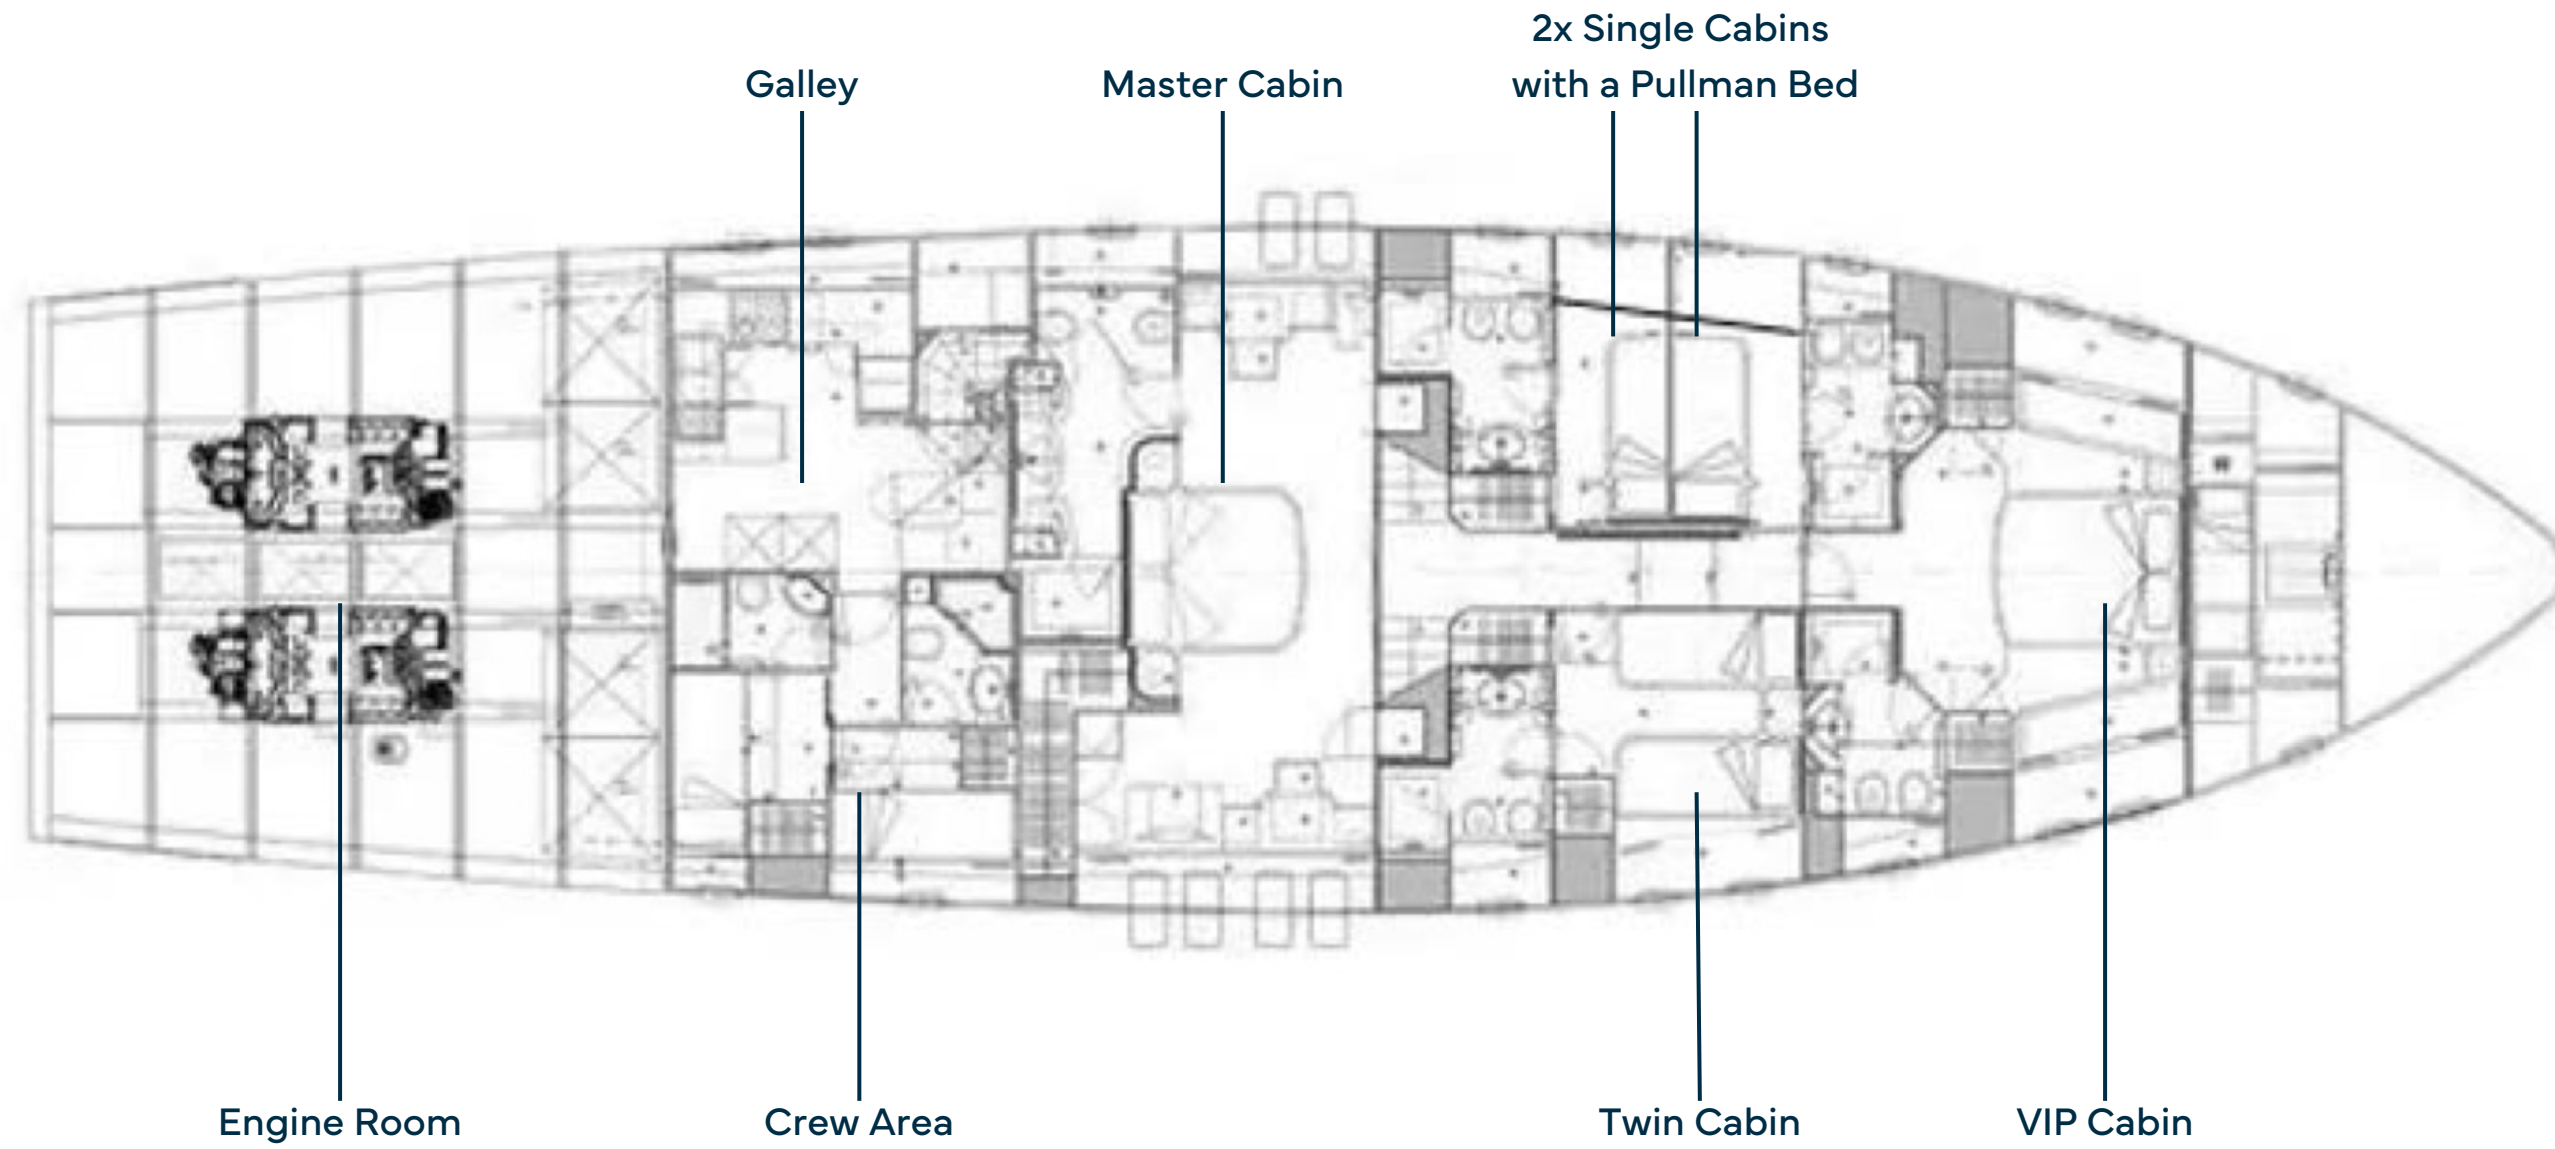 2x Single Cabins
with a Pullman Bed
Galley
Master Cabin
Engine Room
Crew Area
Twin Cabin
VIP Cabin